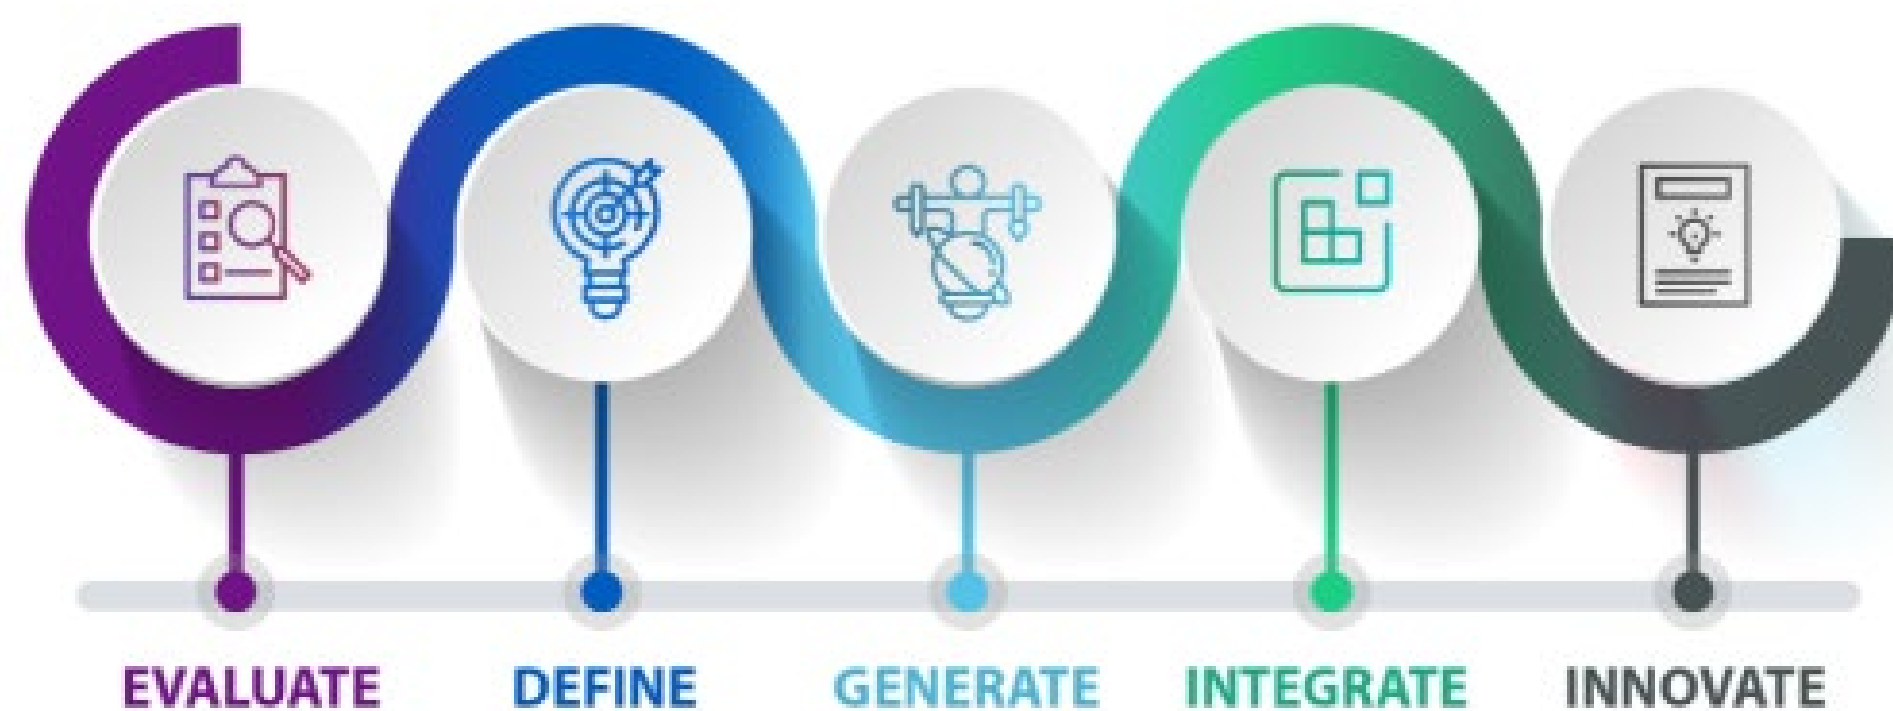 EVALUATE
DEFINE
GENERATE
INTEGRATE
INNOVATE